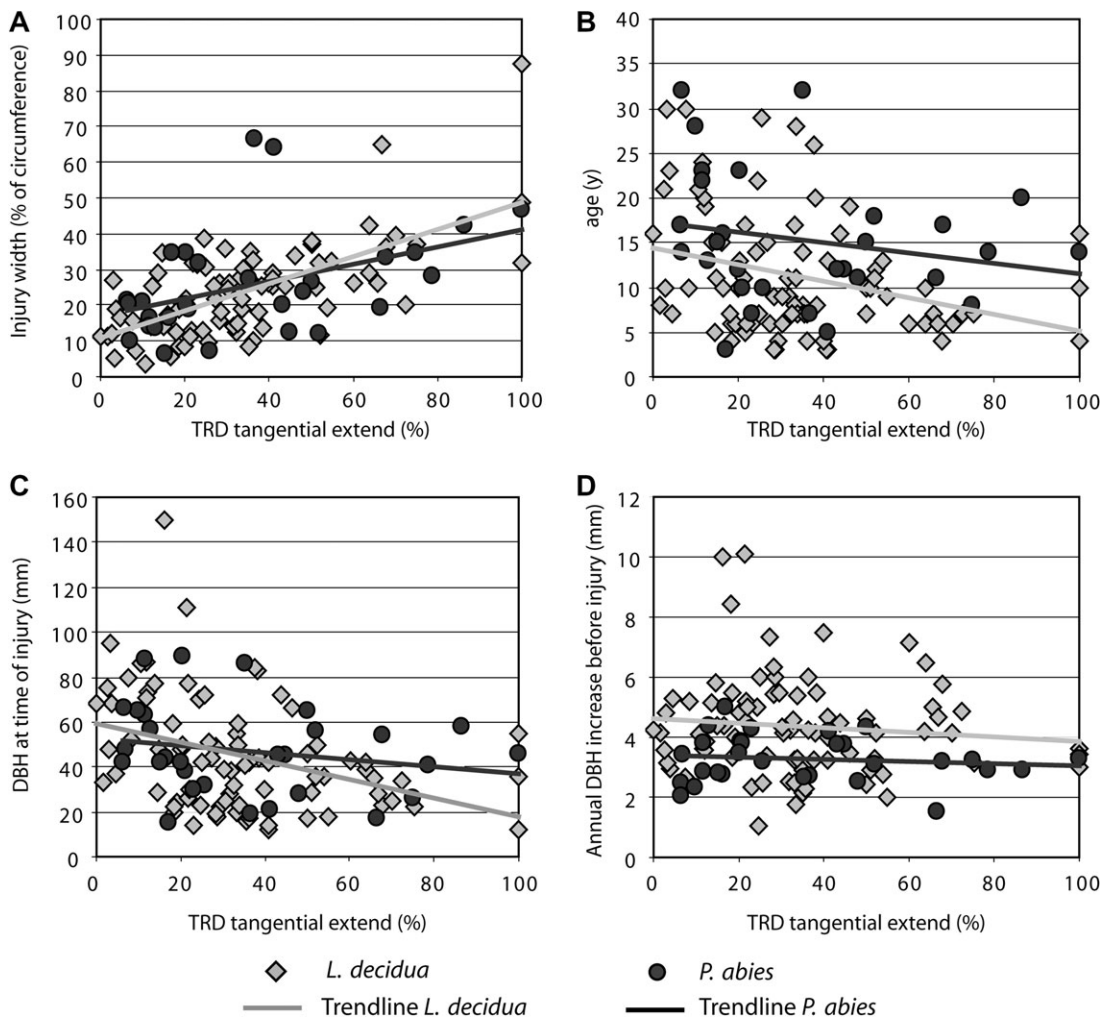 A
Injury width (% of circumference)
100
90
80
70
60
50
40
30
20
10
0
0 20 40 60 80 100
TRD tangential extend (%)
B
age (y)
40
35
30
25
20
15
10
5
0
0 20 40 60 80 100
TRD tangential extend (%)
C
DBH at time of injury (mm)
160
140
120
100
80
60
40
20
0
0 20 40 60 80 100
TRD tangential extend (%)
D
Annual DBH increase before injury (mm)
12
10
8
6
4
2
0
0 20 40 60 80 100
TRD tangential extend (%)
L. decidua
P. abies
Trendline L. decidua
Trendline P. abies